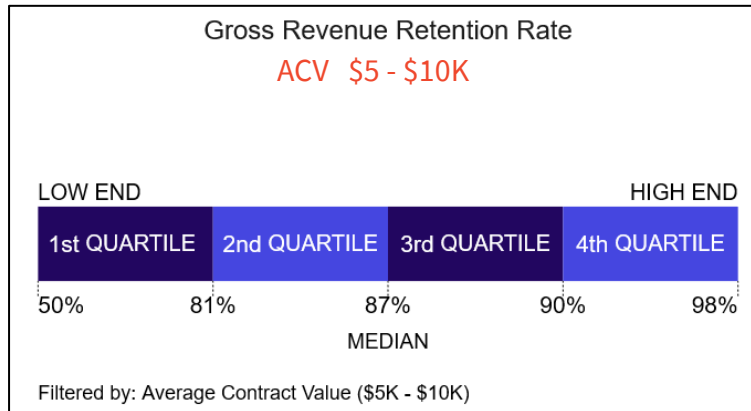 Gross Revenue Retention Rate
ACV $5 - $10K
LOW END HIGH END
1st QUARTILE 2nd QUARTILE 3rd QUARTILE 4th QUARTILE
50% 81% 87% 90% 98%
MEDIAN
Filtered by: Average Contract Value ($5K - $10K)